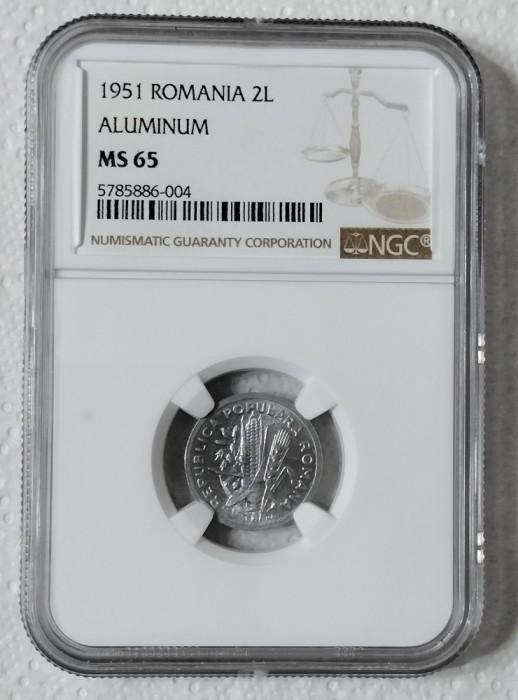 1951 ROMANIA 2L
ALUMINUM
MS 65
5785886-004
NUMISMATIC GUARANTY CORPORATION
NGC®
REPUBLICA POPULARA ROMANA